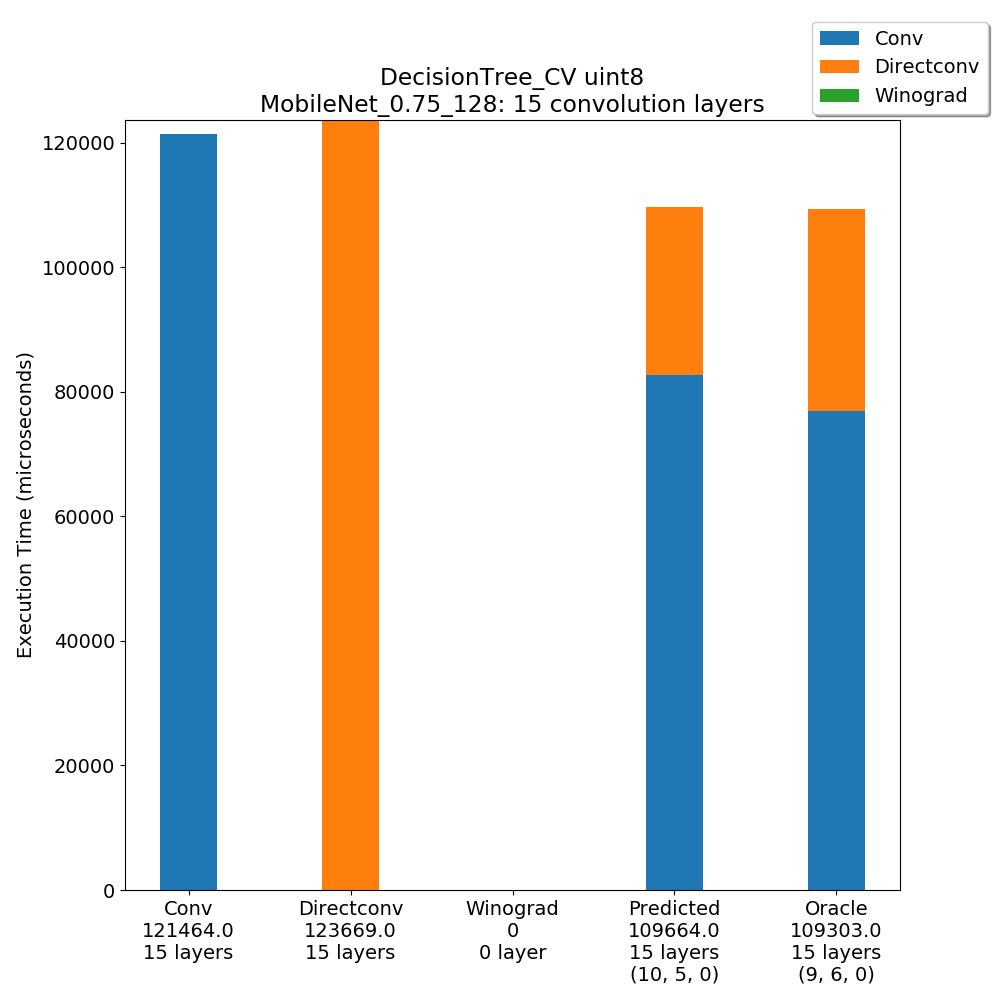 Conv
Directconv
Winograd
DecisionTree_CV uint8
MobileNet_0.75_128: 15 convolution layers
Execution Time (microseconds)
120000
100000
80000
60000
40000
20000
0
Conv
121464.0
15 layers
Directconv
123669.0
15 layers
Winograd
0
0 layer
Predicted
109664.0
15 layers
(10, 5, 0)
Oracle
109303.0
15 layers
(9, 6, 0)